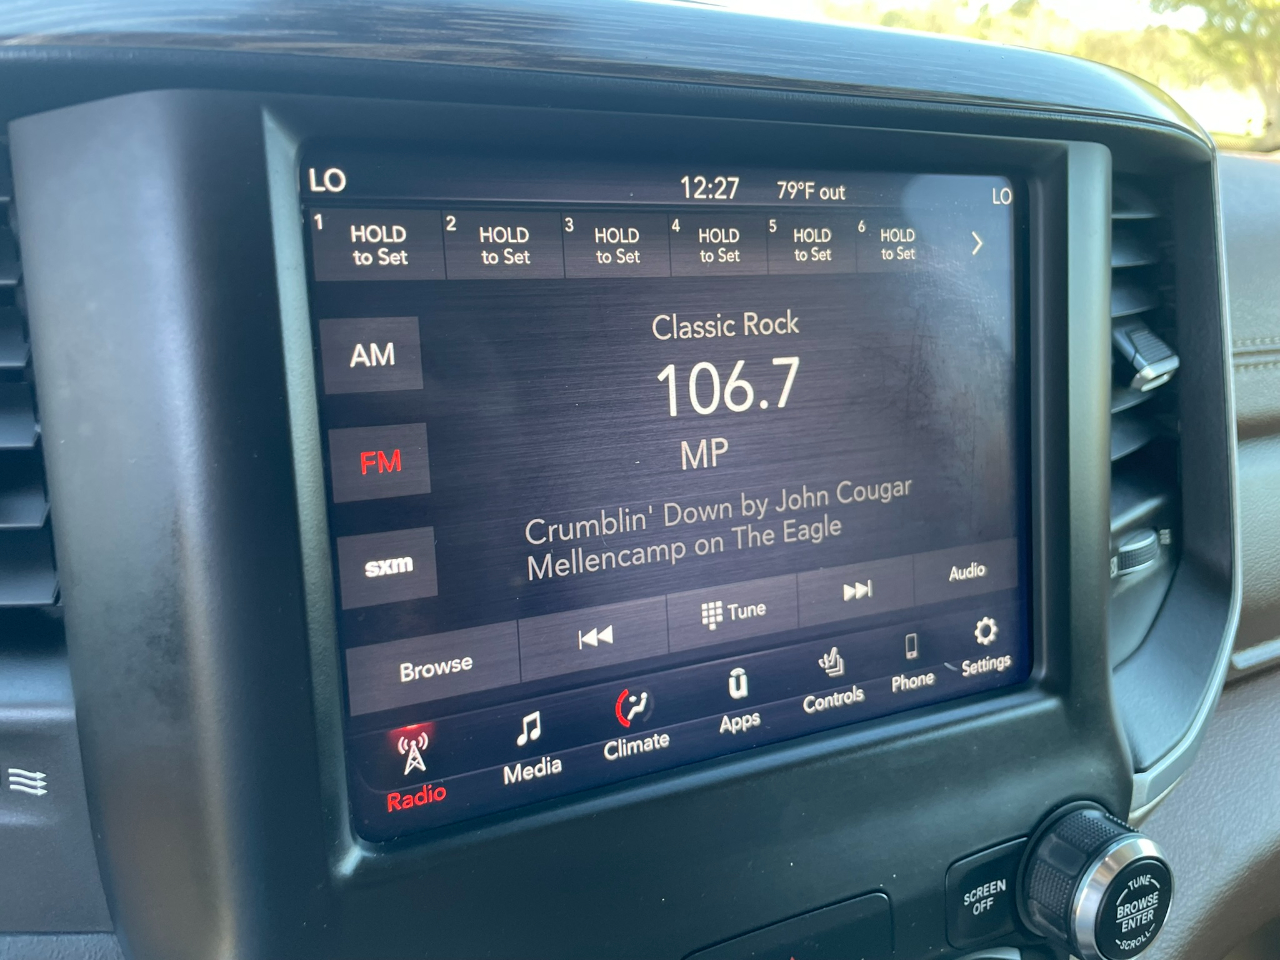 LO 12:27 79°F out LO
1 HOLD to Set
2 HOLD to Set
3 HOLD to Set
4 HOLD to Set
5 HOLD to Set
6 HOLD to Set
Classic Rock
AM
106.7
FM
MP
Crumblin' Down by John Cougar
Mellencamp on The Eagle
sxm
Browse
Tune
Audio
Radio
Media
Climate
Apps
Controls
Phone
Settings
SCREEN
OFF
TUNE
BROWSE
ENTER
SCROLL